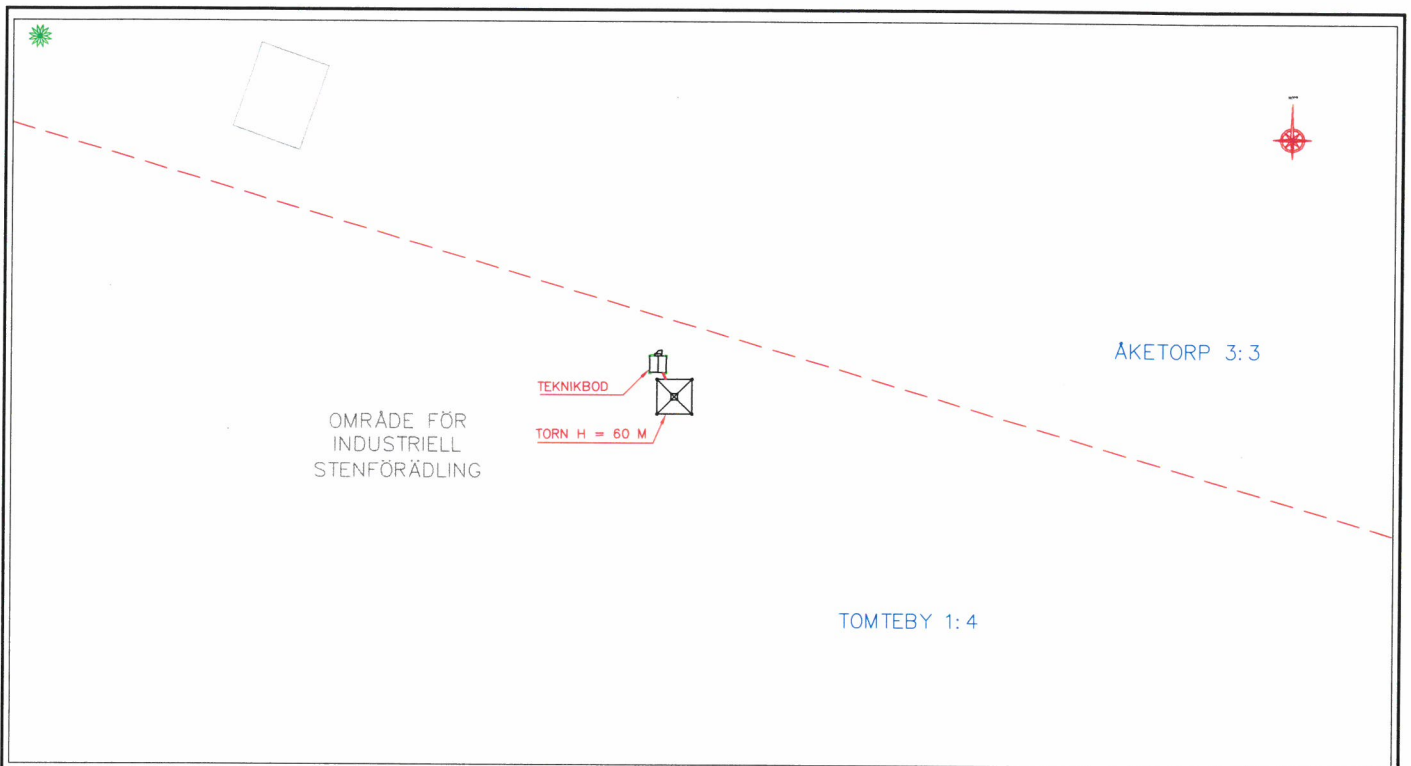 ÅKETORP 3:3
TEKNIKBOD
OMRÅDE FÖR
INDUSTRIELL
STENFÖRÄDLING
TORN H = 60 M
TOMTEBY 1:4